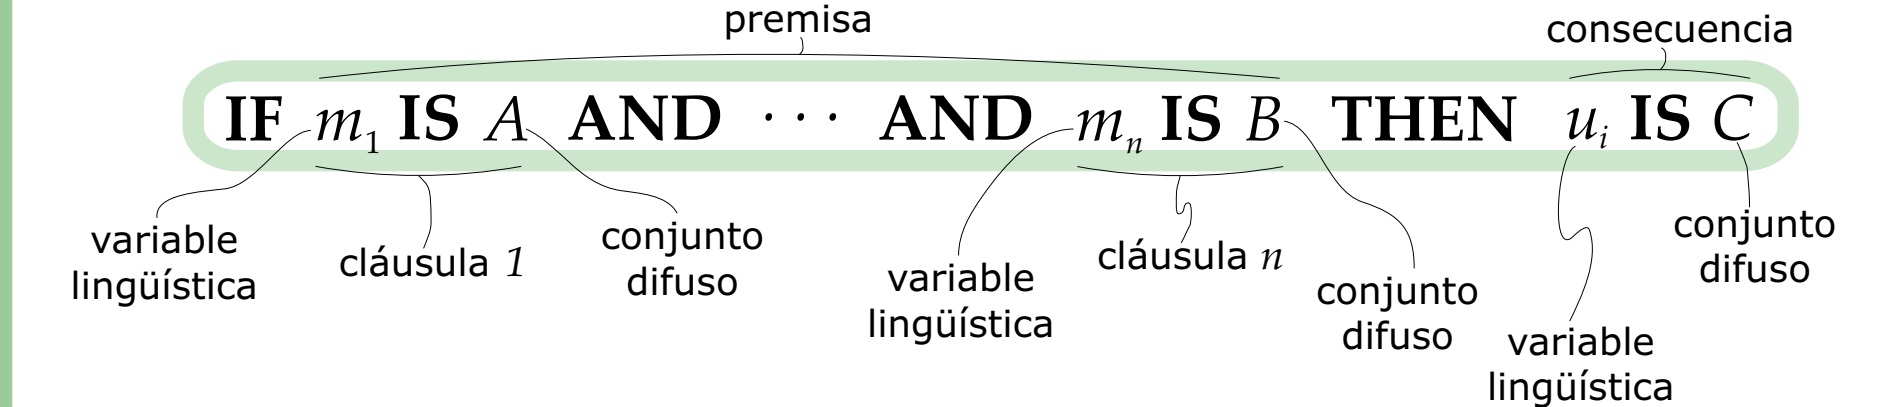 premisa
consecuencia
IF m₁ IS A AND ··· AND mₙ IS B THEN uᵢ IS C
variable
lingüística
cláusula 1
conjunto
difuso
variable
lingüística
cláusula n
conjunto
difuso
variable
lingüística
conjunto
difuso